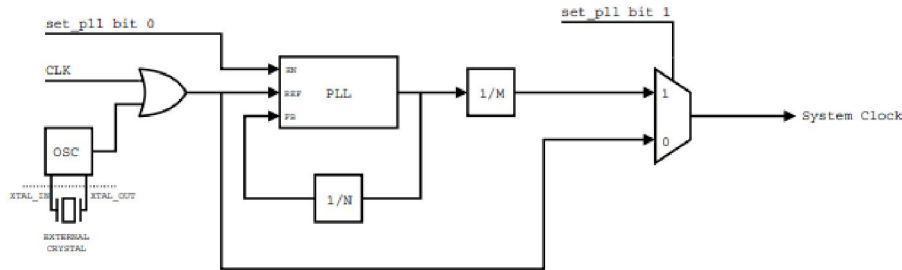 set_pll bit 0
set_pll bit 1
CLK
EN
REF
FB
PLL
1/M
1
0
System Clock
OSC
XTAL_IN
XTAL_OUT
1/N
EXTERNAL
CRYSTAL